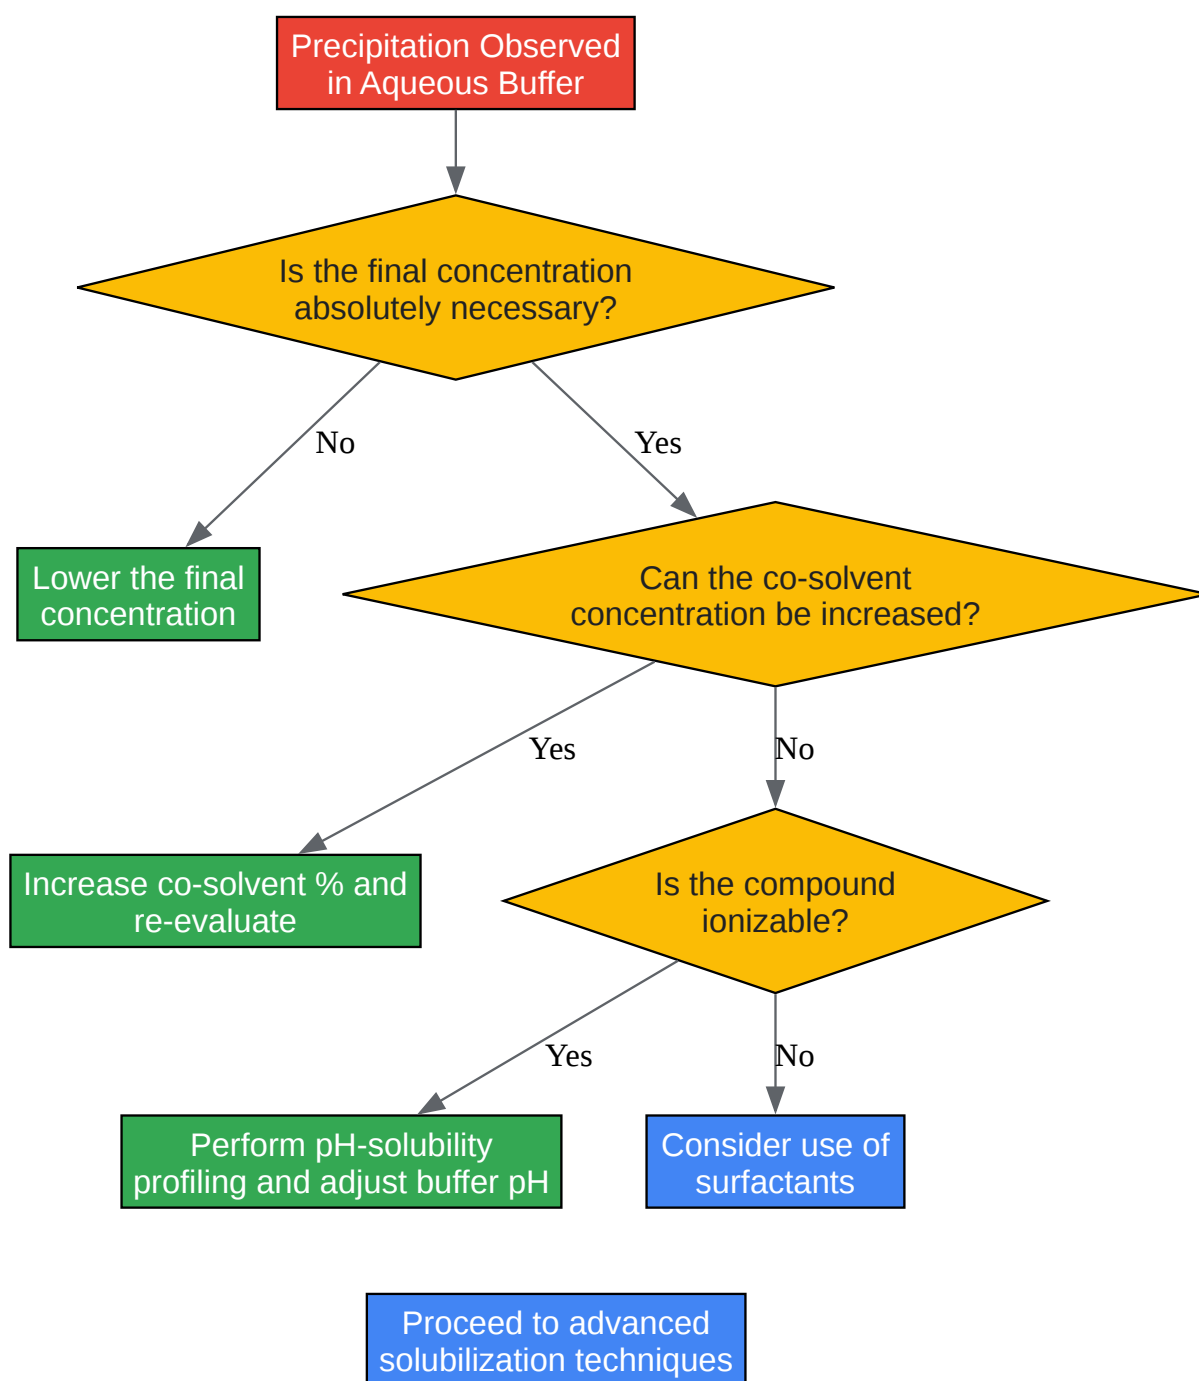 Precipitation Observed
in Aqueous Buffer
Is the final concentration
absolutely necessary?
No
Yes
Lower the final
concentration
Can the co-solvent
concentration be increased?
Yes
No
Increase co-solvent % and
re-evaluate
Is the compound
ionizable?
Yes
No
Perform pH-solubility
profiling and adjust buffer pH
Consider use of
surfactants
Proceed to advanced
solubilization techniques